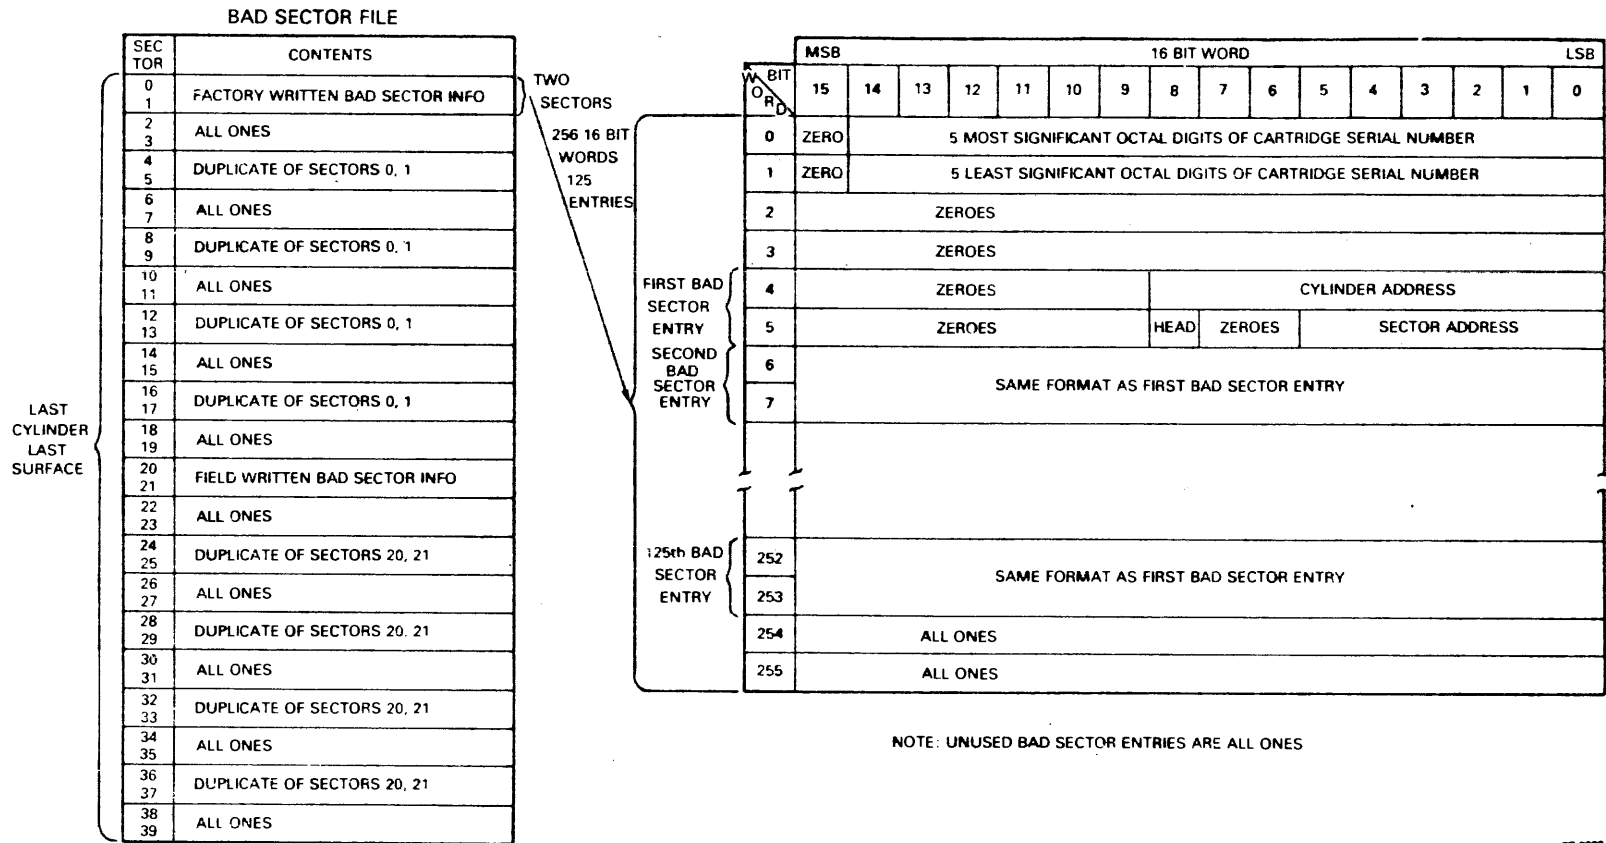 BAD SECTOR FILE
SEC TOR CONTENTS
0 1 FACTORY WRITTEN BAD SECTOR INFO
2 3 ALL ONES
4 5 DUPLICATE OF SECTORS 0, 1
6 7 ALL ONES
8 9 DUPLICATE OF SECTORS 0, 1
10 11 ALL ONES
12 13 DUPLICATE OF SECTORS 0, 1
14 15 ALL ONES
16 17 DUPLICATE OF SECTORS 0, 1
18 19 ALL ONES
20 21 FIELD WRITTEN BAD SECTOR INFO
22 23 ALL ONES
24 25 DUPLICATE OF SECTORS 20, 21
26 27 ALL ONES
28 29 DUPLICATE OF SECTORS 20. 21
30 31 ALL ONES
32 33 DUPLICATE OF SECTORS 20, 21
34 35 ALL ONES
36 37 DUPLICATE OF SECTORS 20, 21
38 39 ALL ONES
LAST
CYLINDER
LAST
SURFACE
TWO
SECTORS
256 16 BIT
WORDS
125
ENTRIES
MSB 16 BIT WORD LSB
WORD BIT 15 14 13 12 11 10 9 8 7 6 5 4 3 2 1 0
0 ZERO 5 MOST SIGNIFICANT OCTAL DIGITS OF CARTRIDGE SERIAL NUMBER
1 ZERO 5 LEAST SIGNIFICANT OCTAL DIGITS OF CARTRIDGE SERIAL NUMBER
2 ZEROES
3 ZEROES
FIRST BAD
SECTOR
ENTRY
4 ZEROES CYLINDER ADDRESS
5 ZEROES HEAD ZEROES SECTOR ADDRESS
SECOND
BAD
SECTOR
ENTRY
6 7 SAME FORMAT AS FIRST BAD SECTOR ENTRY
125th BAD
SECTOR
ENTRY
252 253 SAME FORMAT AS FIRST BAD SECTOR ENTRY
254 ALL ONES
255 ALL ONES
NOTE: UNUSED BAD SECTOR ENTRIES ARE ALL ONES